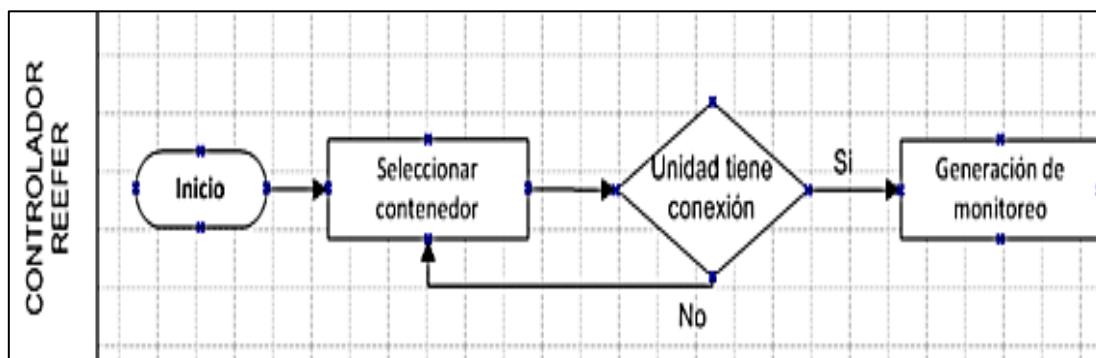 CONTROLADOR
REEFER
Inicio
Seleccionar
contenedor
Unidad tiene
conexión
Si
Generación de
monitoreo
No